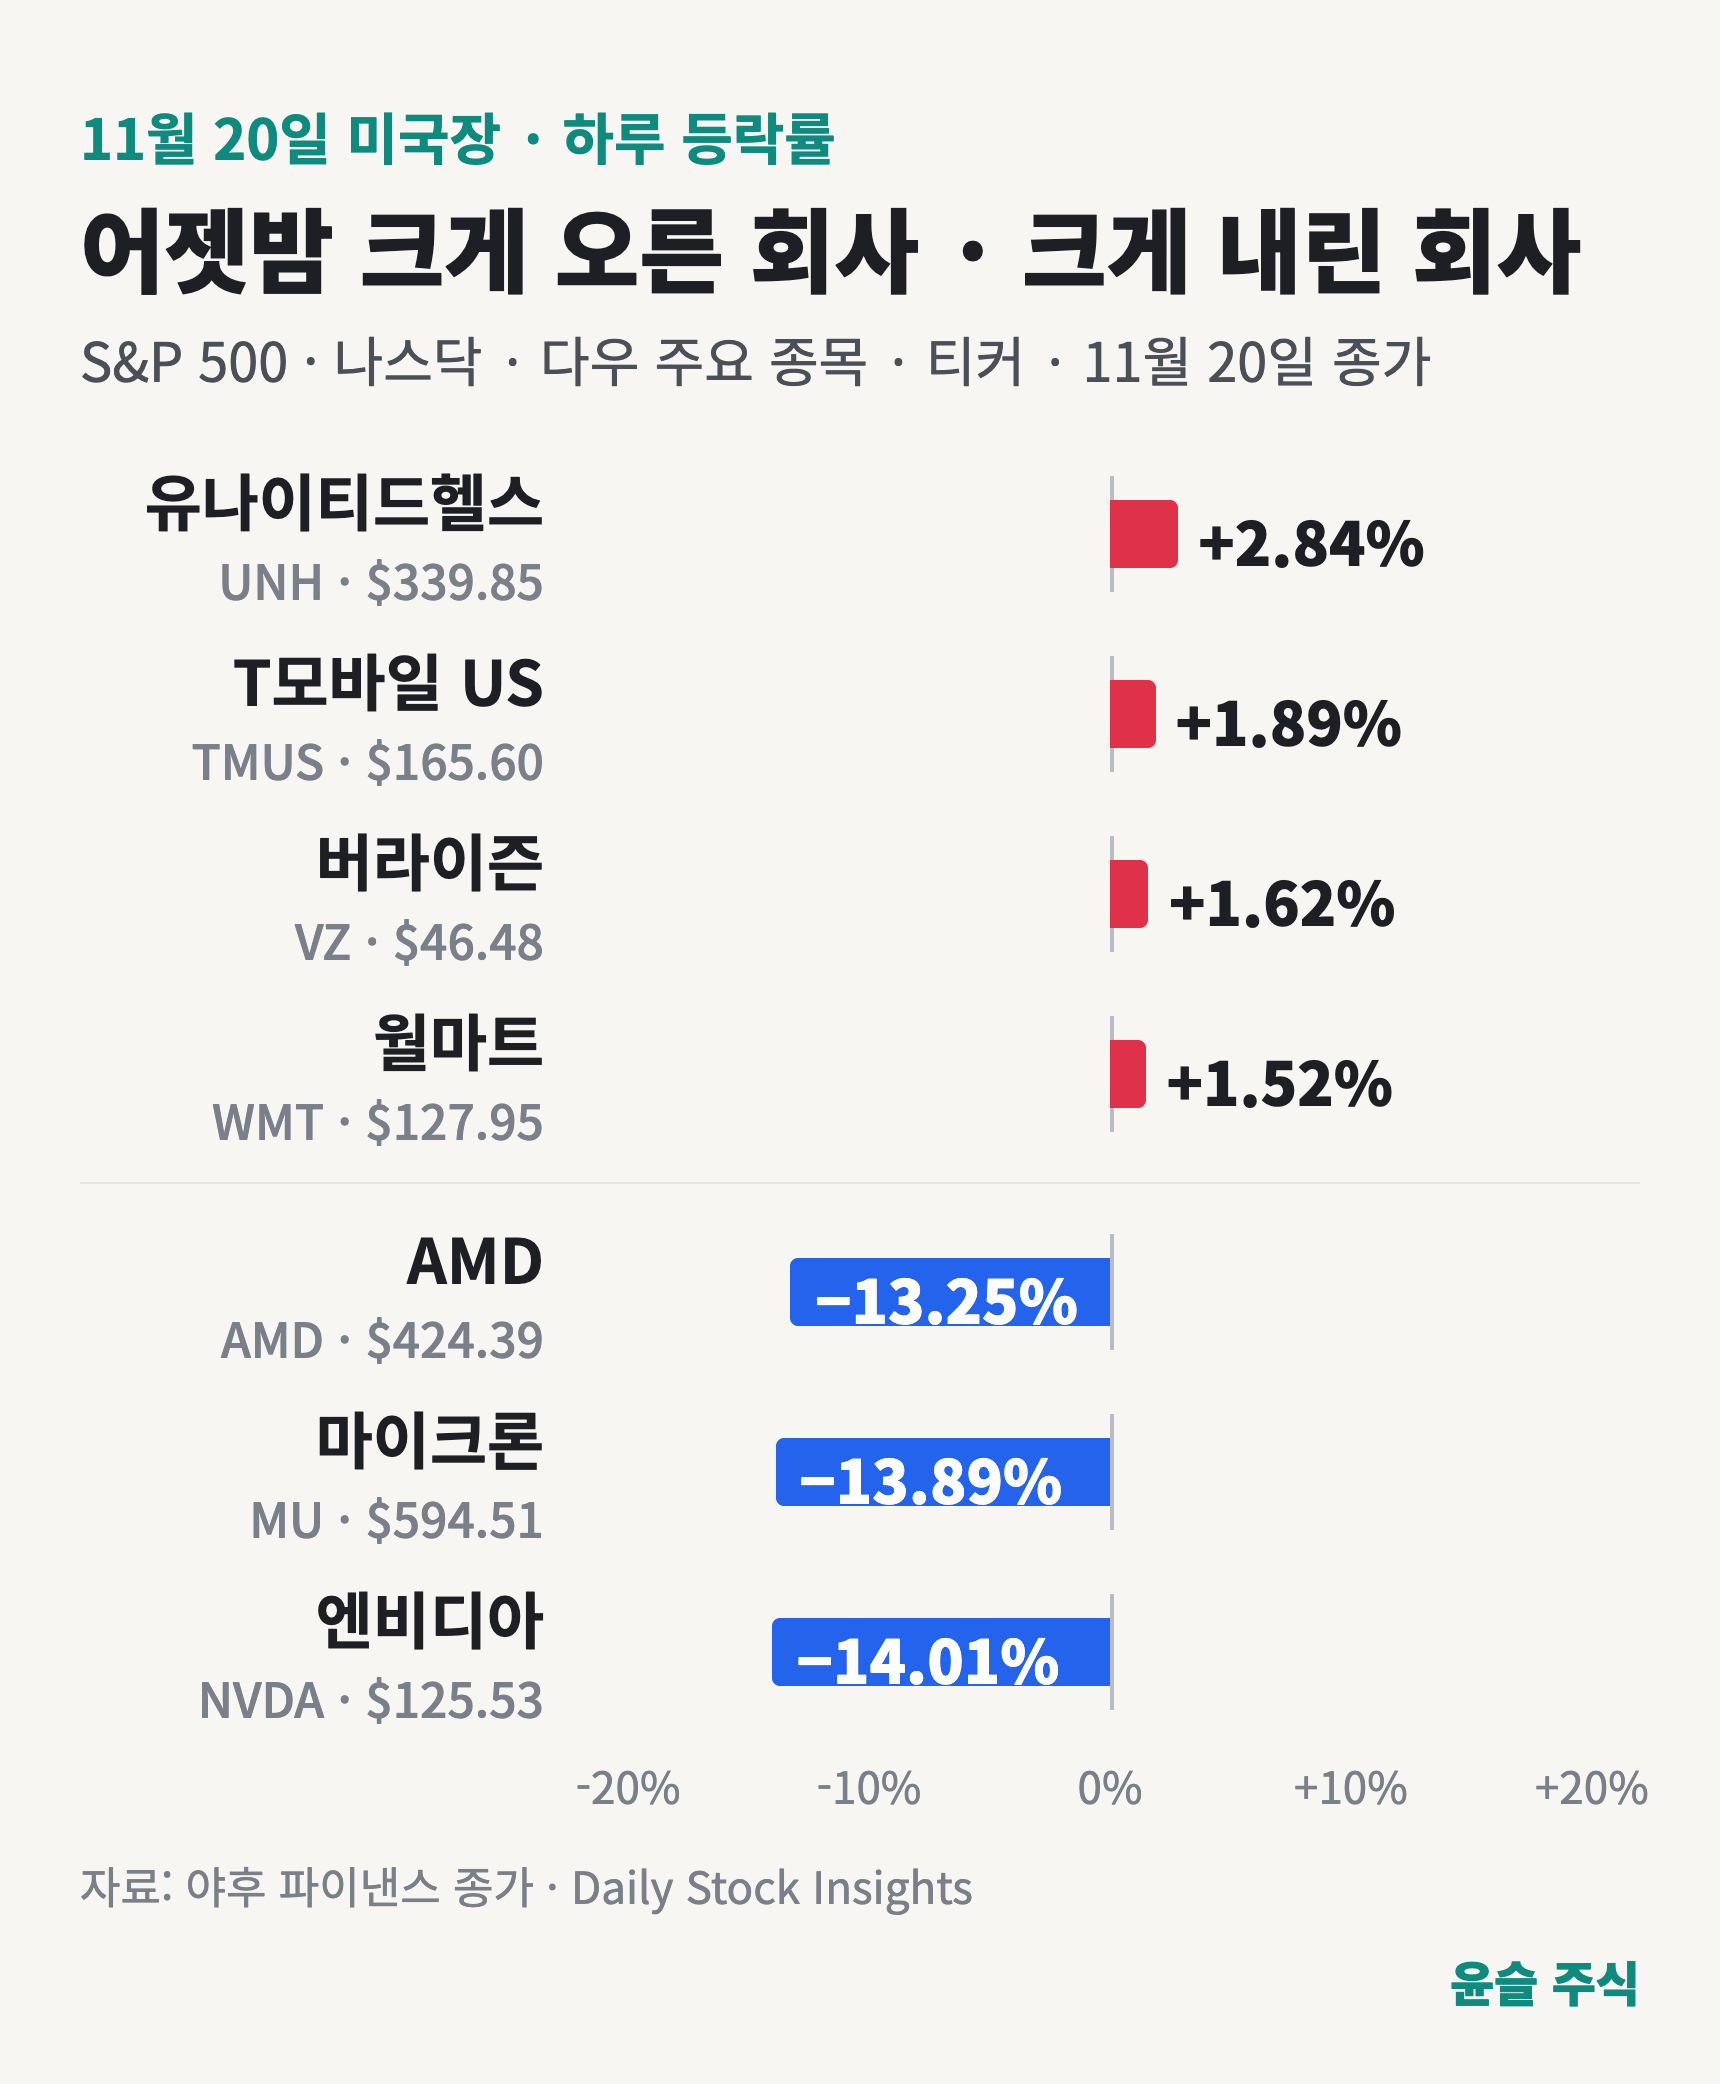 11월 20일 미국장 · 하루 등락률
어젯밤 크게 오른 회사 · 크게 내린 회사
S&P 500 · 나스닥 · 다우 주요 종목 · 티커 · 11월 20일 종가
유나이티드헬스
UNH · $339.85
+2.84%
T모바일 US
TMUS · $165.60
+1.89%
버라이즌
VZ · $46.48
+1.62%
월마트
WMT · $127.95
+1.52%
AMD
AMD · $424.39
−13.25%
마이크론
MU · $594.51
−13.89%
엔비디아
NVDA · $125.53
−14.01%
-20% -10% 0% +10% +20%
자료: 야후 파이낸스 종가 · Daily Stock Insights
윤슬 주식